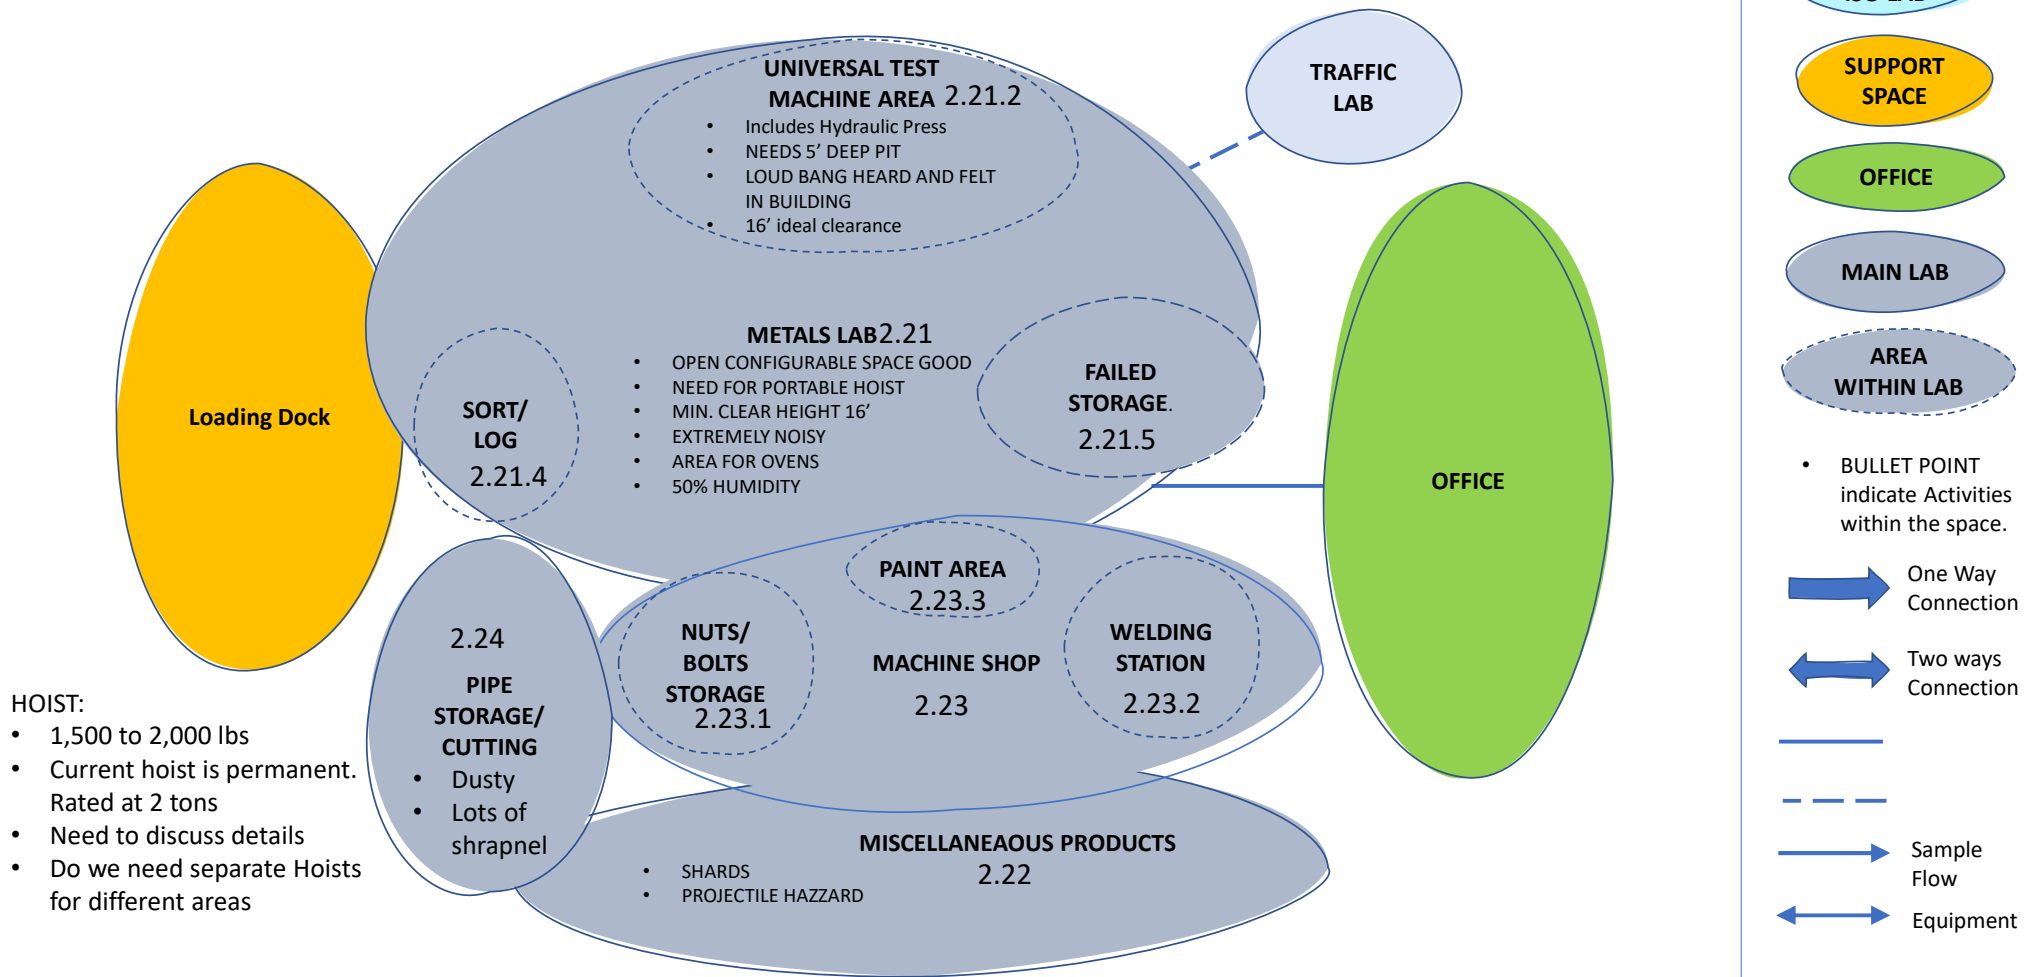 UNIVERSAL TEST
MACHINE AREA 2.21.2
• Includes Hydraulic Press
• NEEDS 5’ DEEP PIT
• LOUD BANG HEARD AND FELT
IN BUILDING
• 16’ ideal clearance
TRAFFIC
LAB
Loading Dock
METALS LAB 2.21
• OPEN CONFIGURABLE SPACE GOOD
• NEED FOR PORTABLE HOIST
• MIN. CLEAR HEIGHT 16’
• EXTREMELY NOISY
• AREA FOR OVENS
• 50% HUMIDITY
SORT/
LOG
2.21.4
FAILED
STORAGE.
2.21.5
OFFICE
PAINT AREA
2.23.3
2.24
PIPE
STORAGE/
CUTTING
• Dusty
• Lots of
shrapnel
NUTS/
BOLTS
STORAGE
2.23.1
MACHINE SHOP
2.23
WELDING
STATION
2.23.2
MISCELLANEAOUS PRODUCTS
2.22
• SHARDS
• PROJECTILE HAZZARD
HOIST:
• 1,500 to 2,000 lbs
• Current hoist is permanent.
Rated at 2 tons
• Need to discuss details
• Do we need separate Hoists
for different areas
LAB
SUPPORT
SPACE
OFFICE
MAIN LAB
AREA
WITHIN LAB
• BULLET POINT
indicate Activities
within the space.
One Way
Connection
Two ways
Connection
Sample
Flow
Equipment